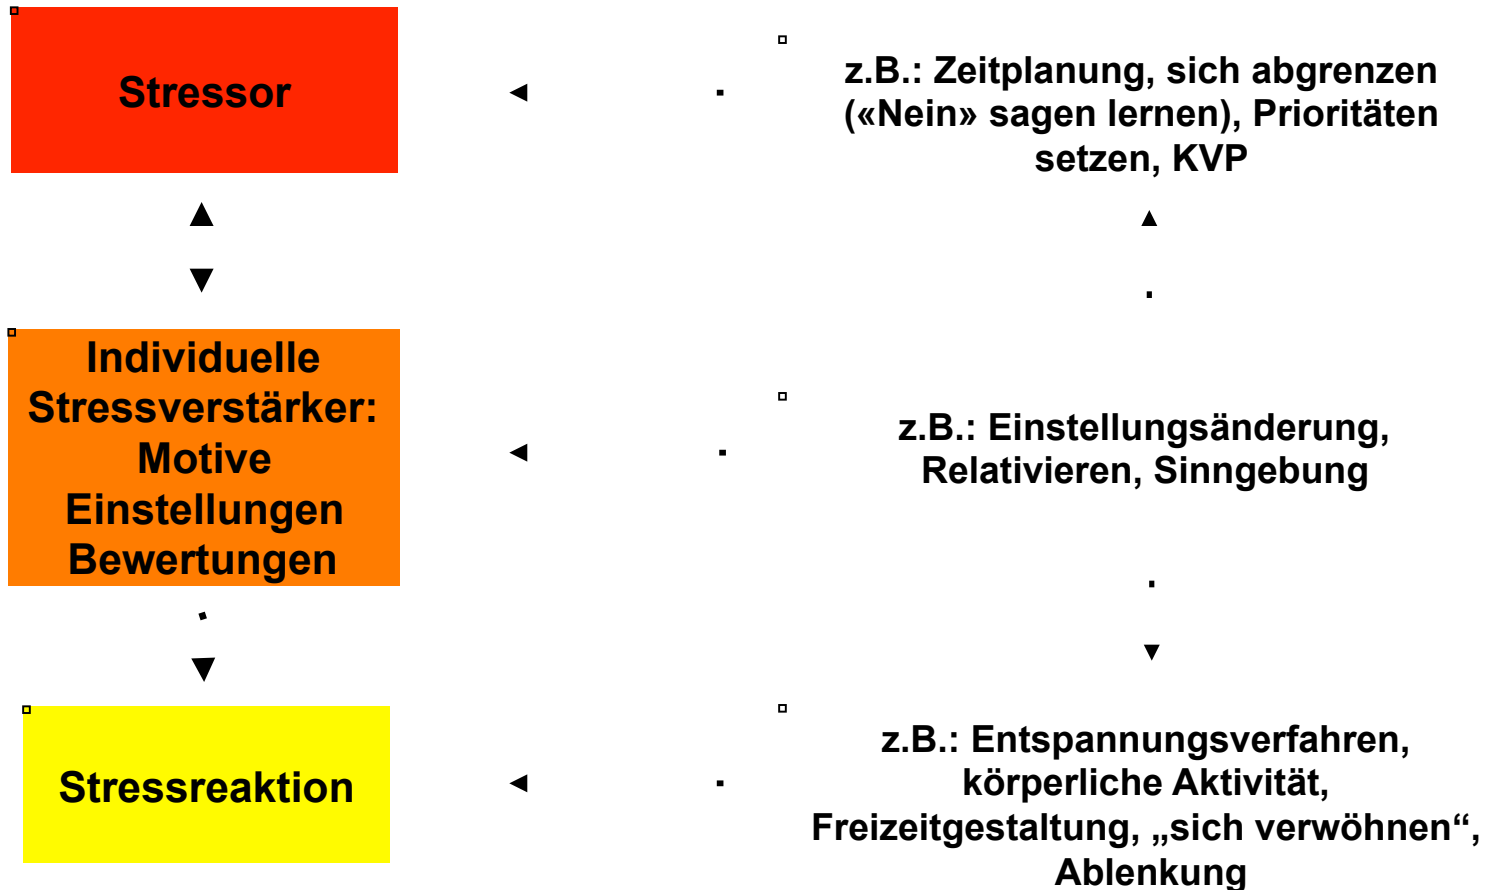 Stressor
z.B.: Zeitplanung, sich abgrenzen
(«Nein» sagen lernen), Prioritäten
setzen, KVP
Individuelle
Stressverstärker:
Motive
Einstellungen
Bewertungen
z.B.: Einstellungsänderung,
Relativieren, Sinngebung
Stressreaktion
z.B.: Entspannungsverfahren,
körperliche Aktivität,
Freizeitgestaltung, „sich verwöhnen“,
Ablenkung